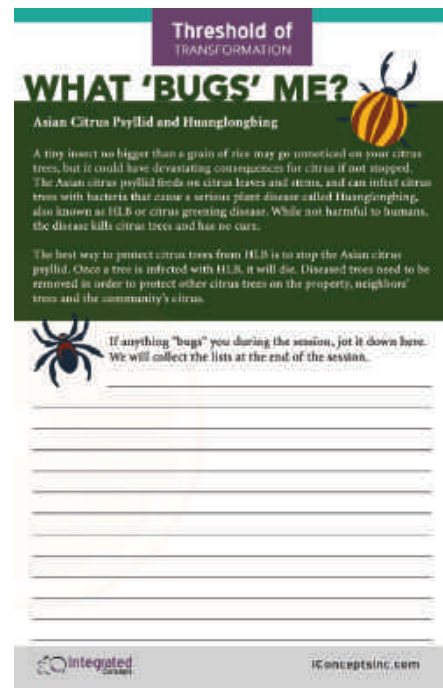 Threshold of
TRANSFORMATION
WHAT 'BUGS' ME?
Asian Citrus Psyllid and Huanglongbing
A tiny insect no bigger than a grain of rice may go unnoticed on your citrus
trees, but it could have devastating consequences for citrus if not stopped.
The Asian citrus psyllid feeds on citrus leaves and stems, and can infect citrus
trees with bacteria that cause a serious plant disease called Huanglongbing,
also known as HLB or citrus greening disease. While not harmful to humans,
the disease kills citrus trees and has no cure.
The best way to protect citrus trees from HLB is to stop the Asian citrus
psyllid. Once a tree is infected with HLB, it will die. Diseased trees need to be
removed in order to protect other citrus trees on the property, neighbors'
trees and the community's citrus.
If anything "bugs" you during the session, jot it down here.
We will collect the lists at the end of the session.
integrated
Concepts
iConceptsinc.com